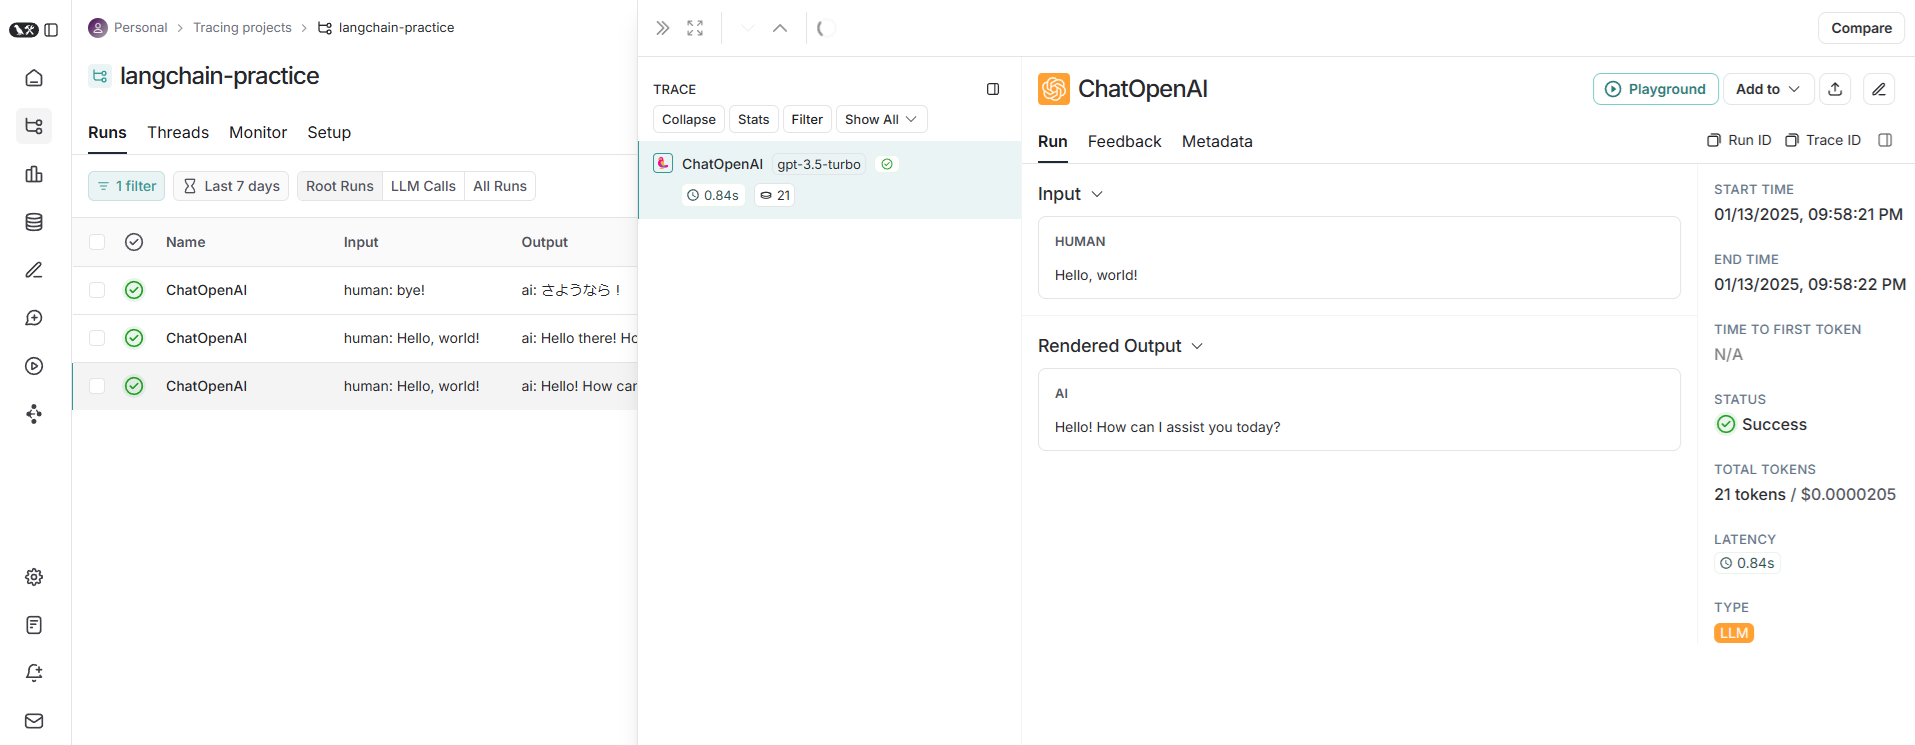 Personal > Tracing projects > langchain-practice
langchain-practice
Runs Threads Monitor Setup
1 filter Last 7 days Root Runs LLM Calls All Runs
Name Input Output
ChatOpenAI human: bye! ai: さようなら！
ChatOpenAI human: Hello, world! ai: Hello there! Ho
ChatOpenAI human: Hello, world! ai: Hello! How can
TRACE
Collapse Stats Filter Show All
ChatOpenAI gpt-3.5-turbo
0.84s 21
Compare
ChatOpenAI
Playground Add to
Run Feedback Metadata
Run ID Trace ID
Input
HUMAN
Hello, world!
Rendered Output
AI
Hello! How can I assist you today?
START TIME
01/13/2025, 09:58:21 PM
END TIME
01/13/2025, 09:58:22 PM
TIME TO FIRST TOKEN
N/A
STATUS
Success
TOTAL TOKENS
21 tokens / $0.0000205
LATENCY
0.84s
TYPE
LLM